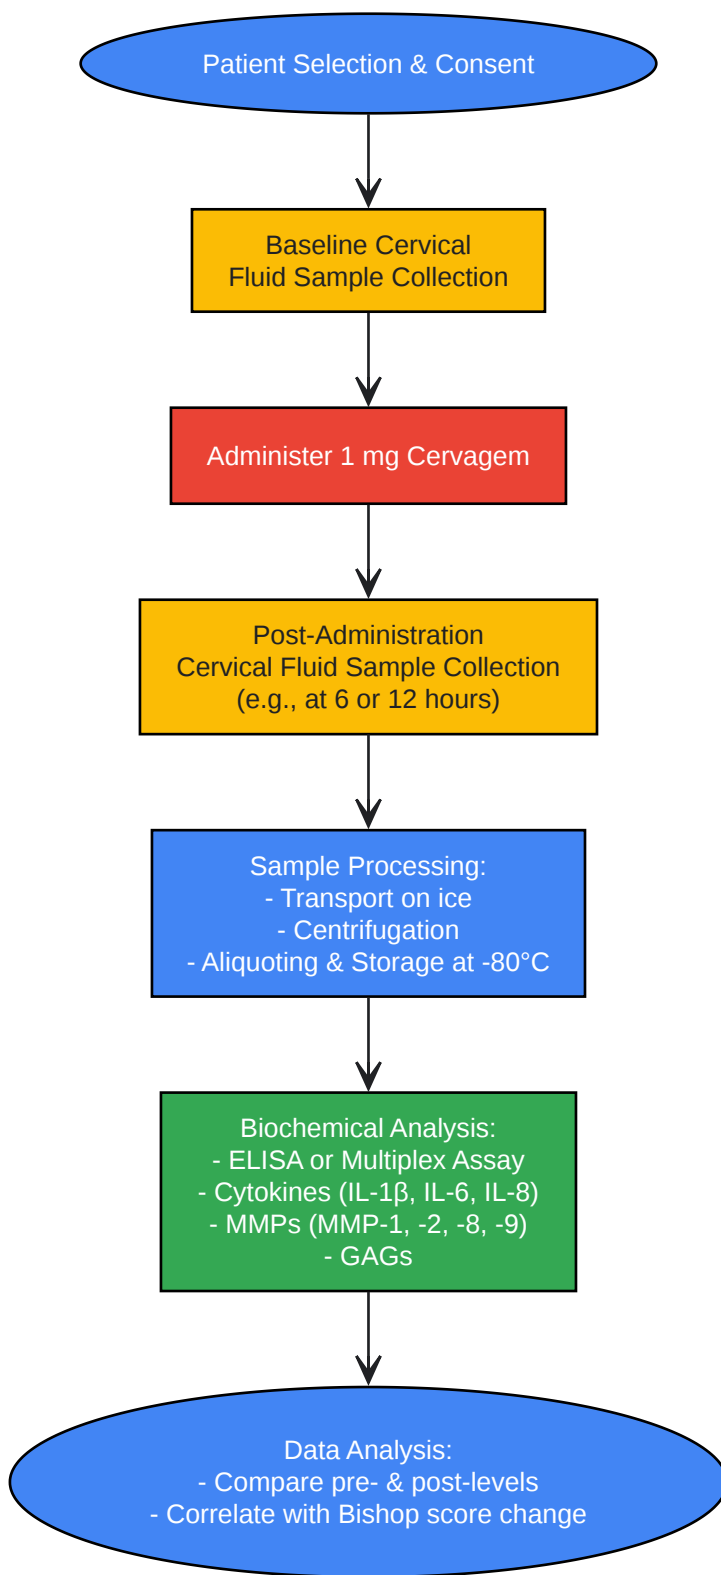 Patient Selection & Consent
Baseline Cervical
Fluid Sample Collection
Administer 1 mg Cervagem
Post-Administration
Cervical Fluid Sample Collection
(e.g., at 6 or 12 hours)
Sample Processing:
- Transport on ice
- Centrifugation
- Aliquoting & Storage at -80°C
Biochemical Analysis:
- ELISA or Multiplex Assay
- Cytokines (IL-1β, IL-6, IL-8)
- MMPs (MMP-1, -2, -8, -9)
- GAGs
Data Analysis:
- Compare pre- & post-levels
- Correlate with Bishop score change